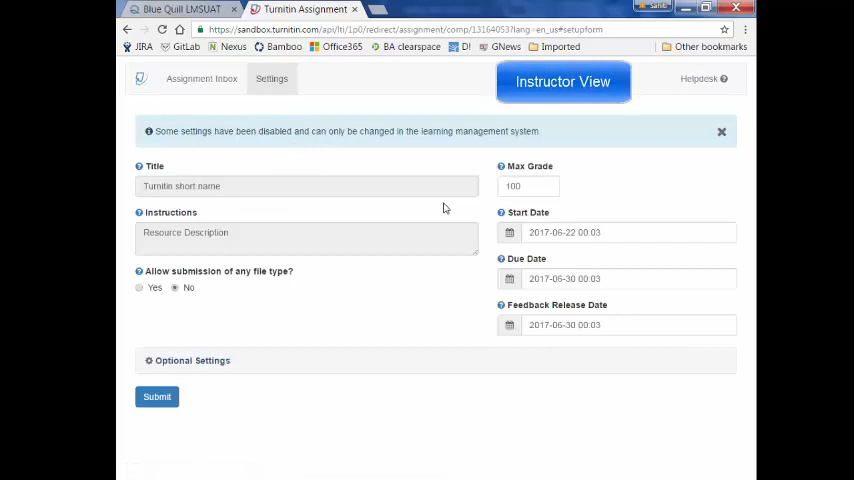 Blue Quill LMSUAT
Turnitin Assignment
https://sandbox.turnitin.com/api/lti/1p0/redirect/assignment/comp/13164053?lang=en_us#setupform
JIRA
GitLab
Nexus
Bamboo
Office365
BA clearspace
D!
GNews
Imported
Other bookmarks
Assignment Inbox
Settings
Instructor View
Helpdesk
Some settings have been disabled and can only be changed in the learning management system.
Title
Turnitin short name
Max Grade
100
Instructions
Resource Description
Start Date
2017-06-22 00:03
Allow submission of any file type?
Yes No
Due Date
2017-06-30 00:03
Feedback Release Date
2017-06-30 00:03
Optional Settings
Submit